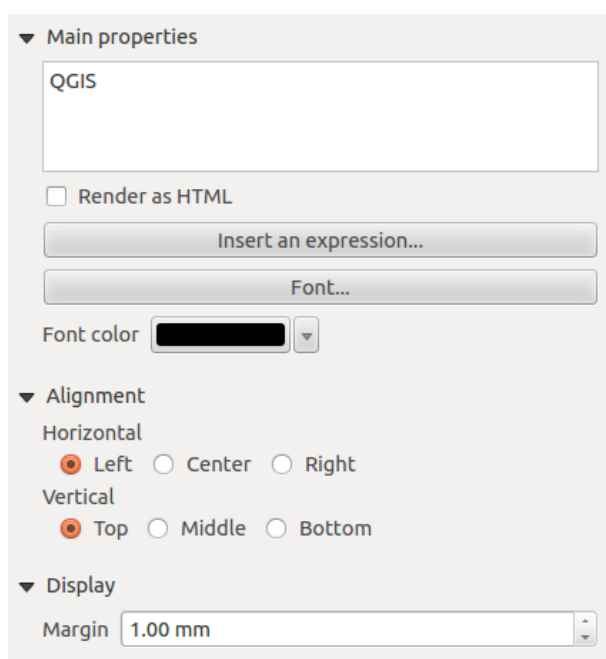 Main properties
QGIS
Render as HTML
Insert an expression...
Font...
Font color
Alignment
Horizontal
Left Center Right
Vertical
Top Middle Bottom
Display
Margin 1.00 mm